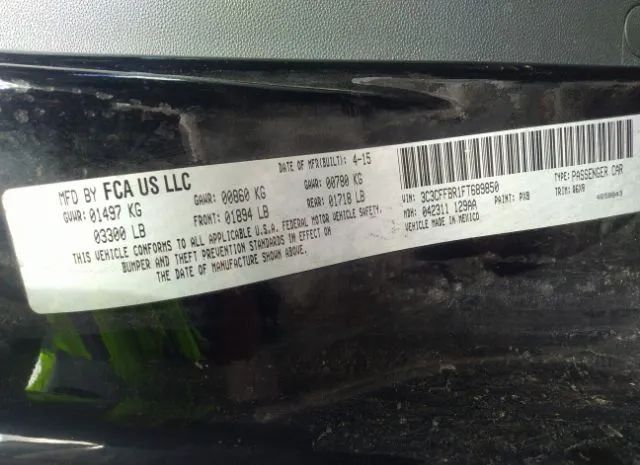 MFD BY FCA US LLC
DATE OF MFR(BUILT): 4-15
GVWR: 01497 KG
GAWR: 00860 KG
GAWR: 00780 KG
03300 LB
FRONT: 01894 LB
REAR: 01718 LB
THIS VEHICLE CONFORMS TO ALL APPLICABLE U.S.A. FEDERAL MOTOR VEHICLE SAFETY,
BUMPER AND THEFT PREVENTION STANDARDS IN EFFECT ON
THE DATE OF MANUFACTURE SHOWN ABOVE.
VIN: 3C3CFFBR1FT689850
TYPE: PASSENGER CAR
MDH: 042311 129AA
PAINT: PX8
TRIM: A6X9
VEHICLE MADE IN MEXICO